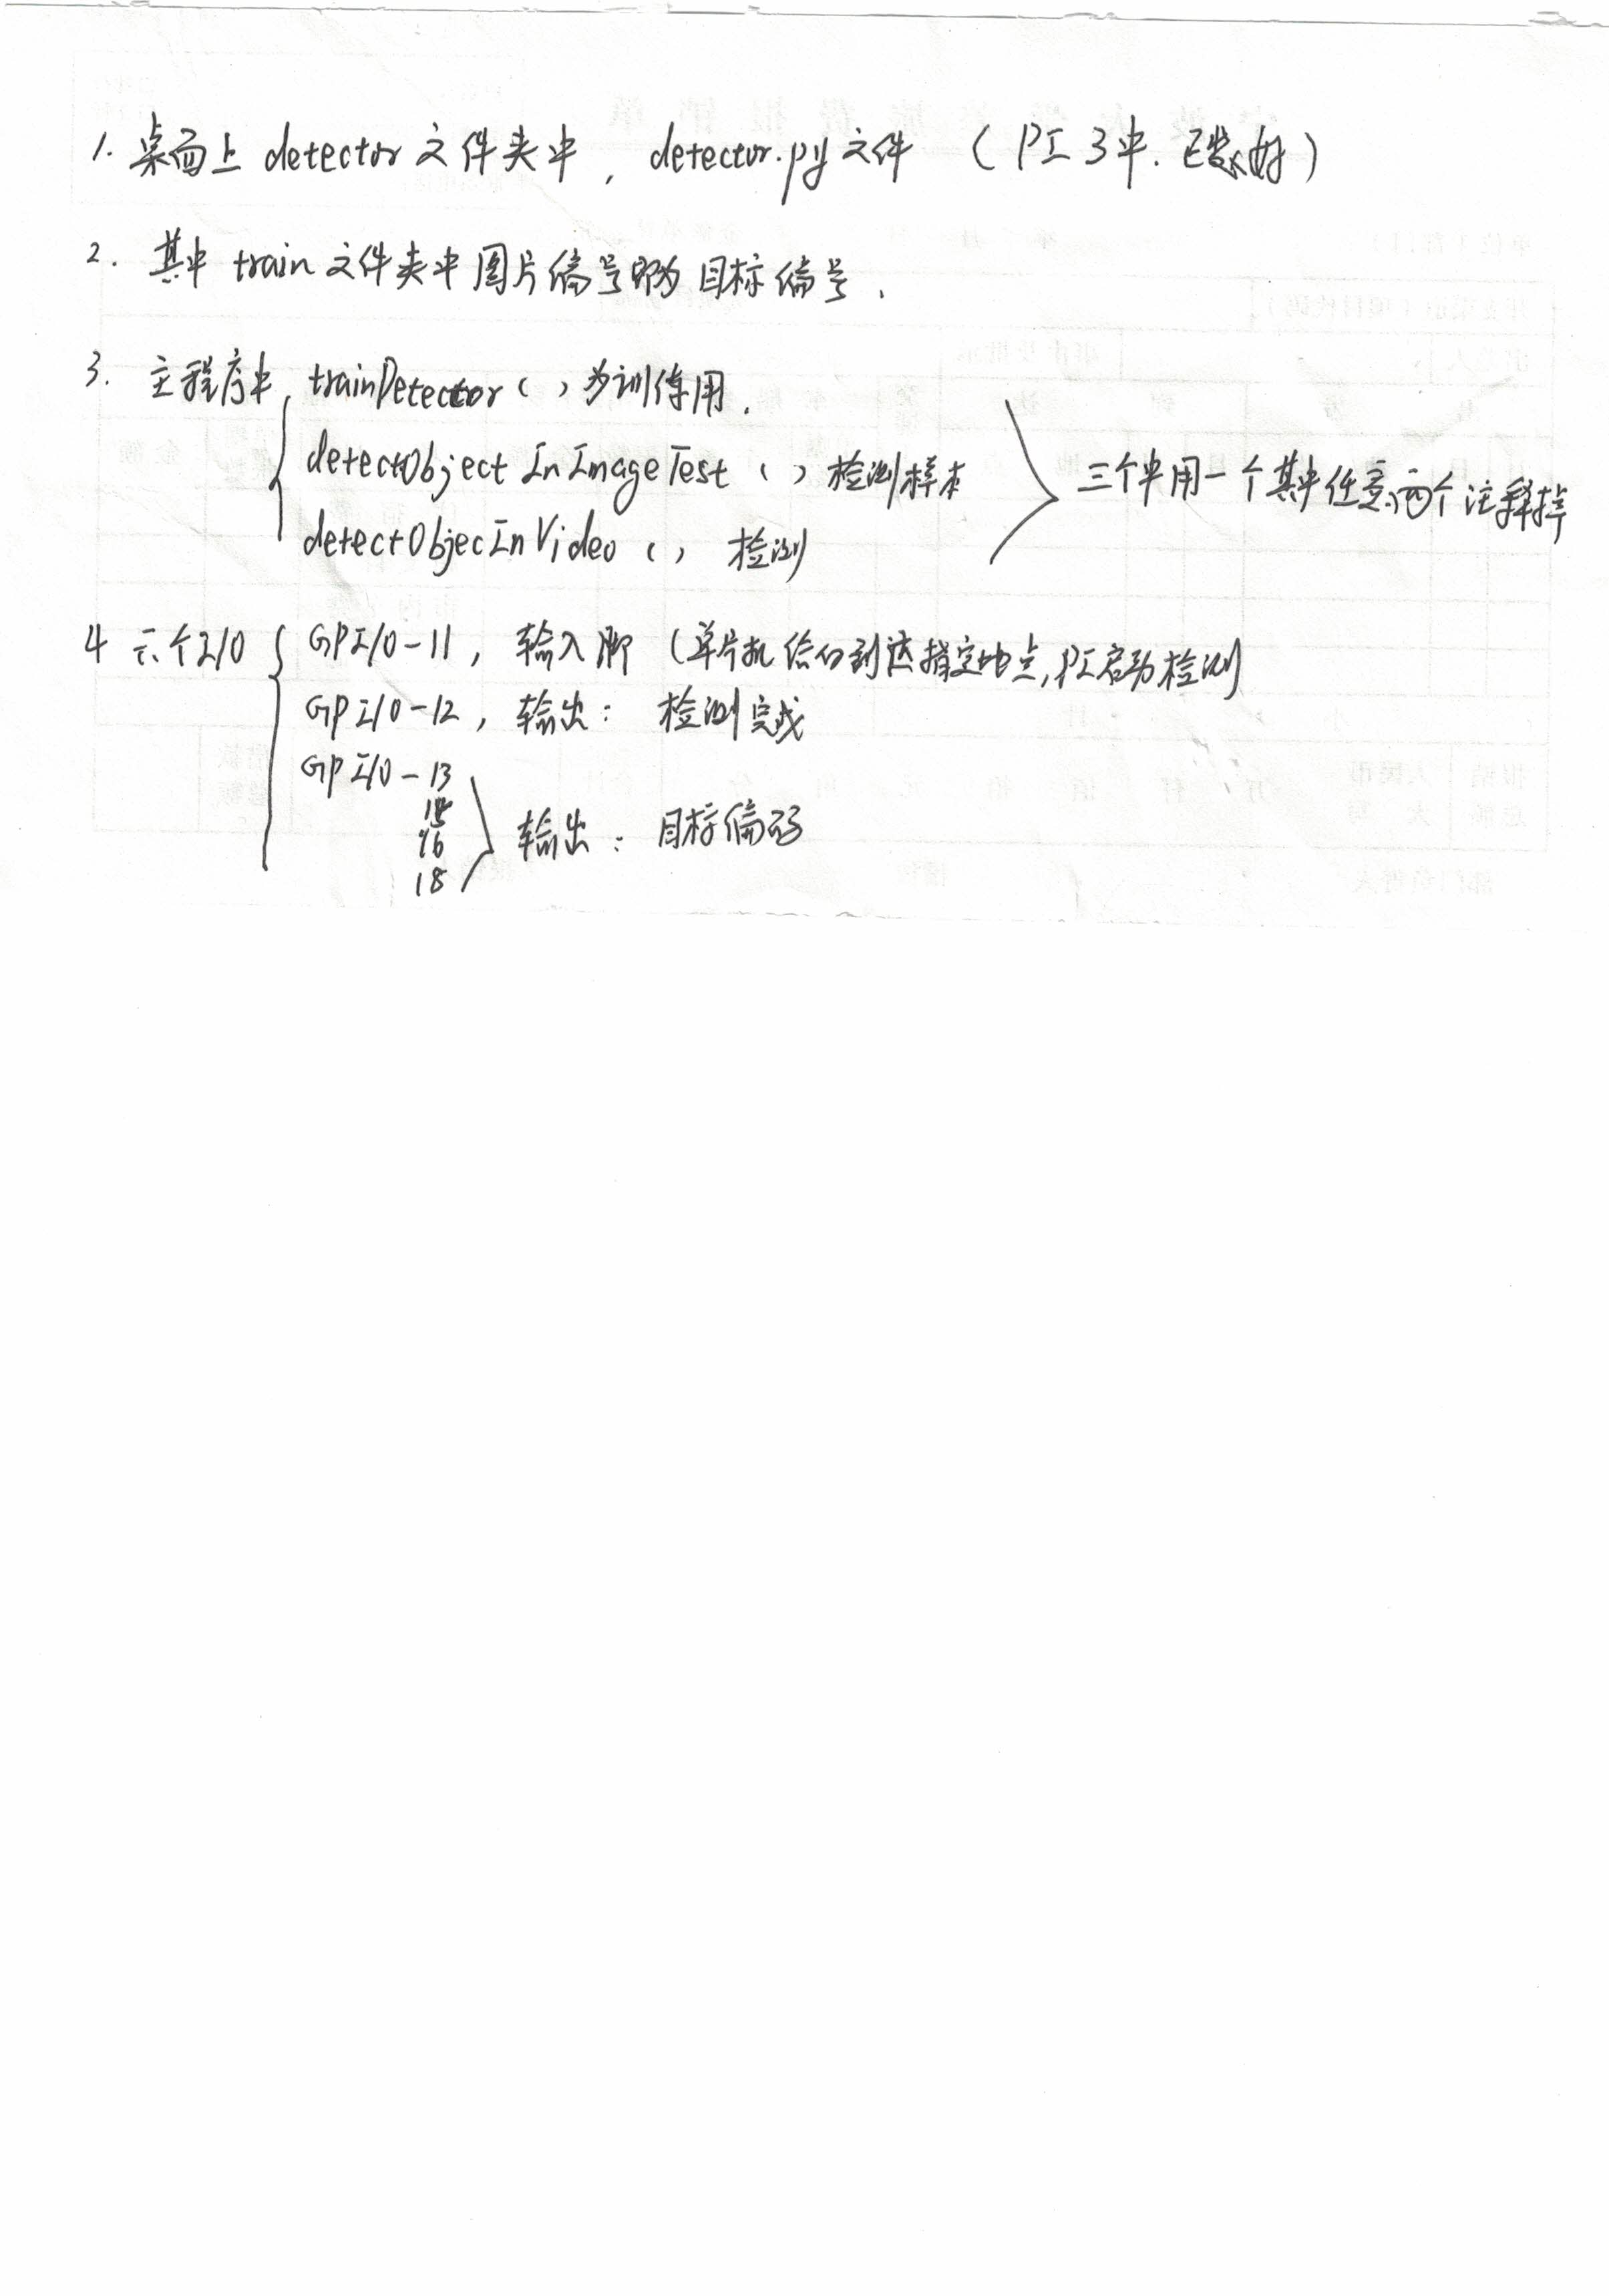 1. 桌面上 detector 文件夹中, detector.py 文件 (PI 3中. 已装好)
2. 其中 train 文件夹中图片编号即为目标编号.
3. 主程序中, trainDetector ( ) 为训练用.
detectObject In Image Test ( ) 检测样本
三个中用一个其中任意两个注释掉
detectObjecInVideo ( ) 检测
4 六个I/O GPI/O-11, 输入脚 (单片机给的到达指定地点,PI启动检测
GPI/O-12, 输出: 检测完成
GPI/O-13
15
16
输出: 目标编码
18